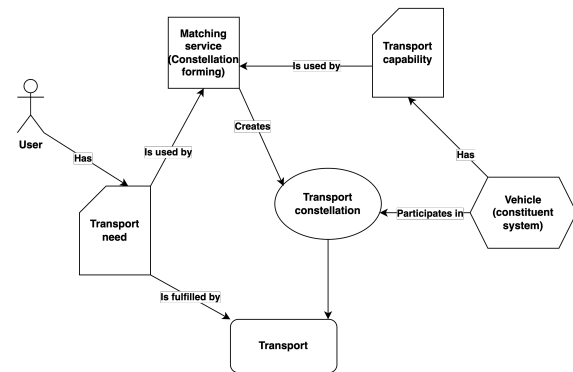 Matching
service
(Constellation
forming)
Transport
capability
Is used by
User
Creates
Has
Is used by
Has
Transport
need
Transport
constellation
Participates in
Vehicle
(constituent
system)
Is fulfilled by
Transport